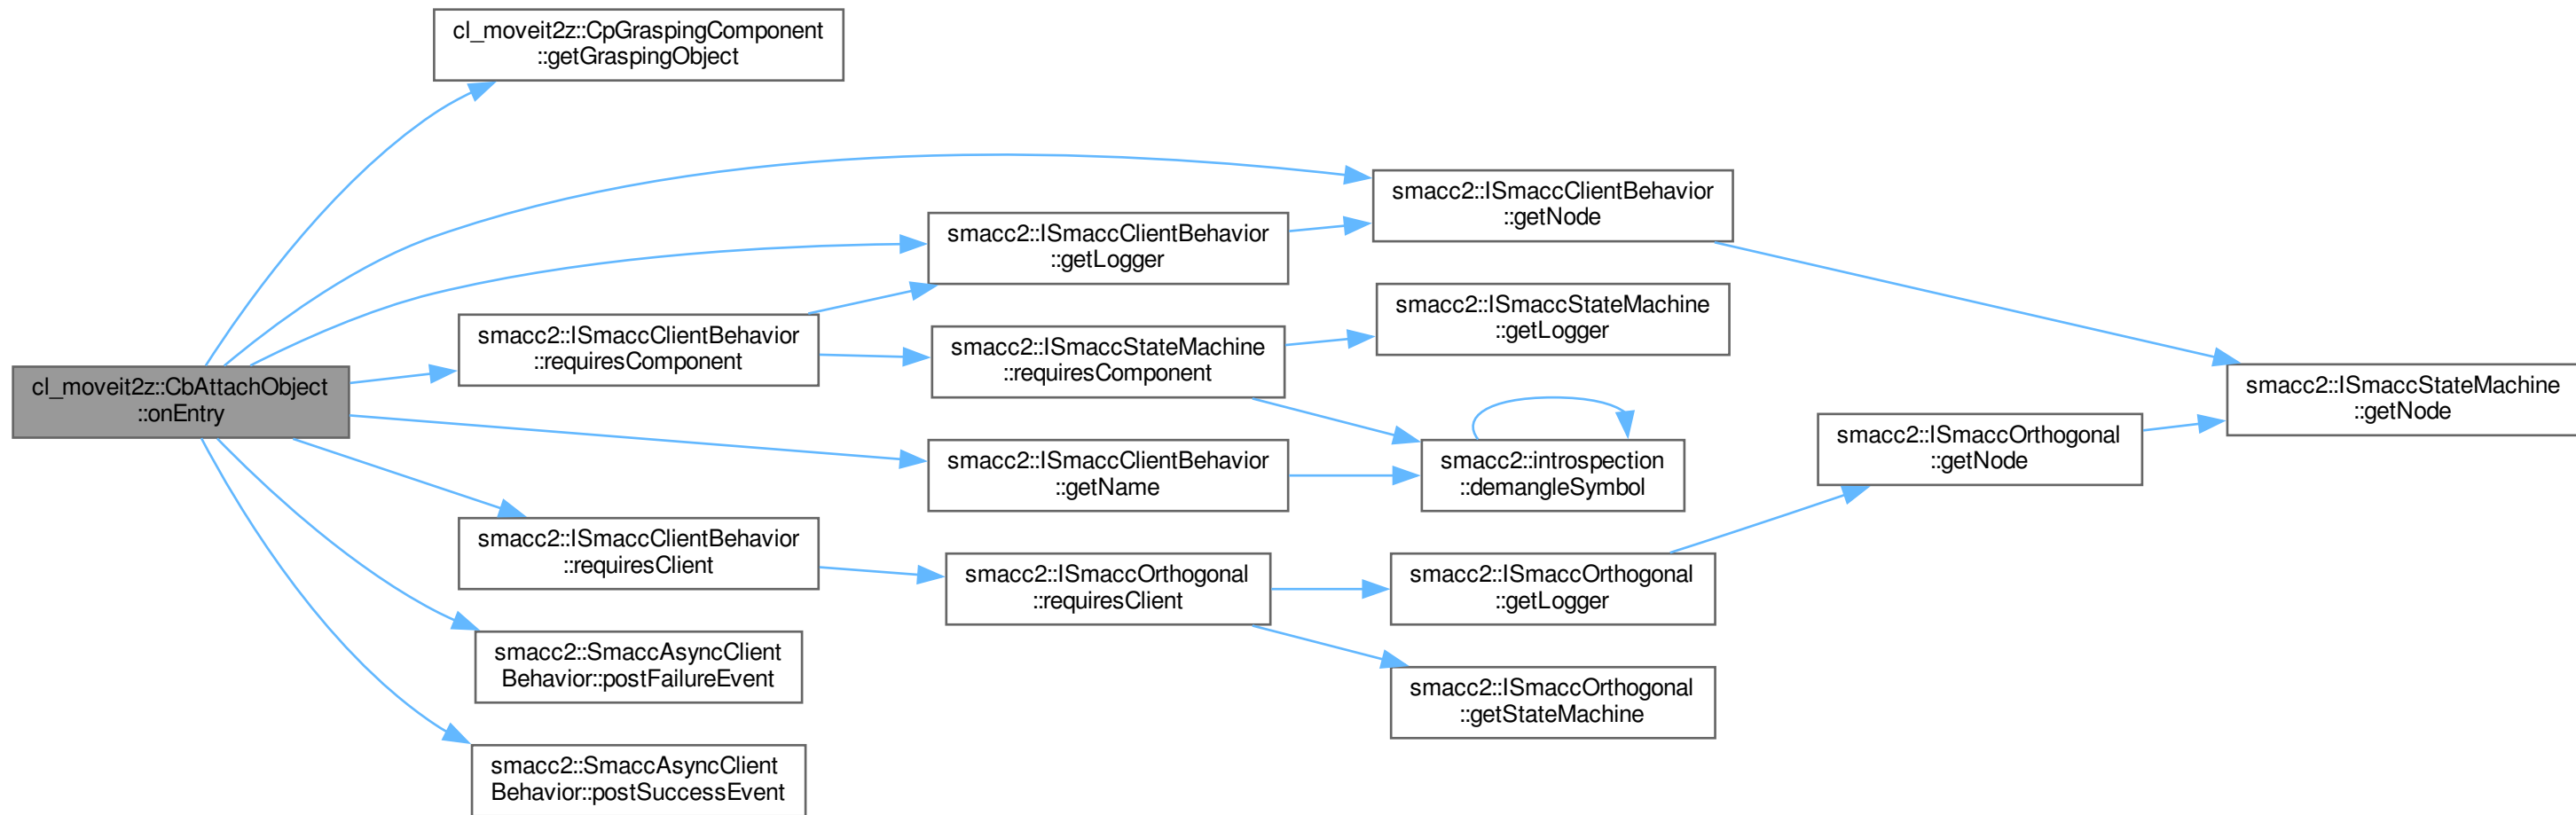 cl_moveit2z::CpGraspingComponent
::getGraspingObject
smacc2::ISmaccClientBehavior
::getNode
smacc2::ISmaccClientBehavior
::getLogger
smacc2::ISmaccStateMachine
::getLogger
smacc2::ISmaccClientBehavior
::requiresComponent
smacc2::ISmaccStateMachine
::requiresComponent
cl_moveit2z::CbAttachObject
::onEntry
smacc2::ISmaccStateMachine
::getNode
smacc2::ISmaccOrthogonal
::getNode
smacc2::ISmaccClientBehavior
::getName
smacc2::introspection
::demangleSymbol
smacc2::ISmaccClientBehavior
::requiresClient
smacc2::ISmaccOrthogonal
::requiresClient
smacc2::ISmaccOrthogonal
::getLogger
smacc2::SmaccAsyncClient
Behavior::postFailureEvent
smacc2::ISmaccOrthogonal
::getStateMachine
smacc2::SmaccAsyncClient
Behavior::postSuccessEvent